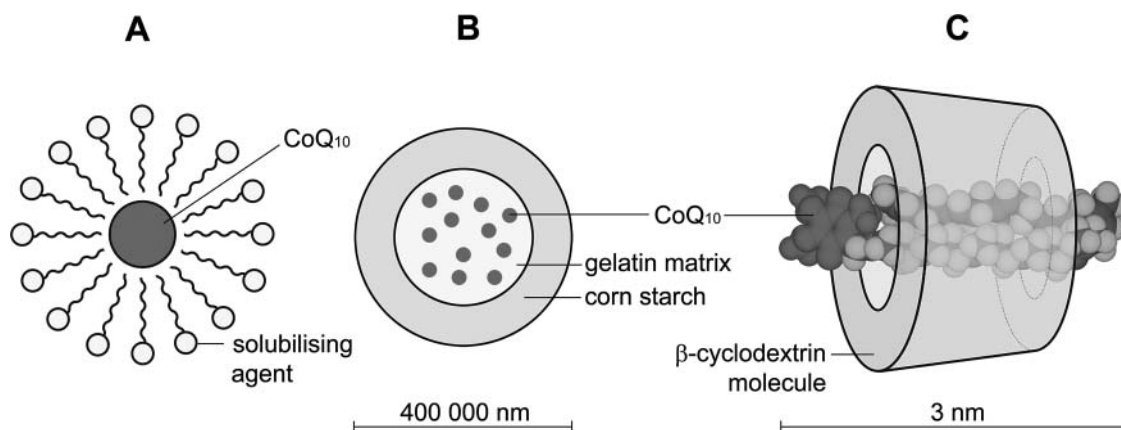 A
B
C
CoQ₁₀
CoQ₁₀
gelatin matrix
corn starch
solubilising
agent
β-cyclodextrin
molecule
400 000 nm
3 nm